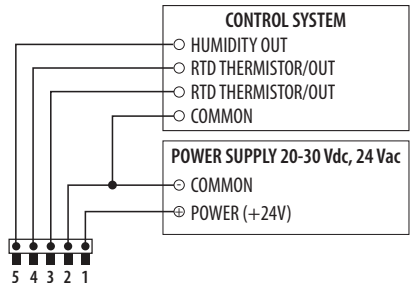 CONTROL SYSTEM
HUMIDITY OUT
RTD THERMISTOR/OUT
RTD THERMISTOR/OUT
COMMON
POWER SUPPLY 20-30 Vdc, 24 Vac
- COMMON
+ POWER (+24V)
5 4 3 2 1